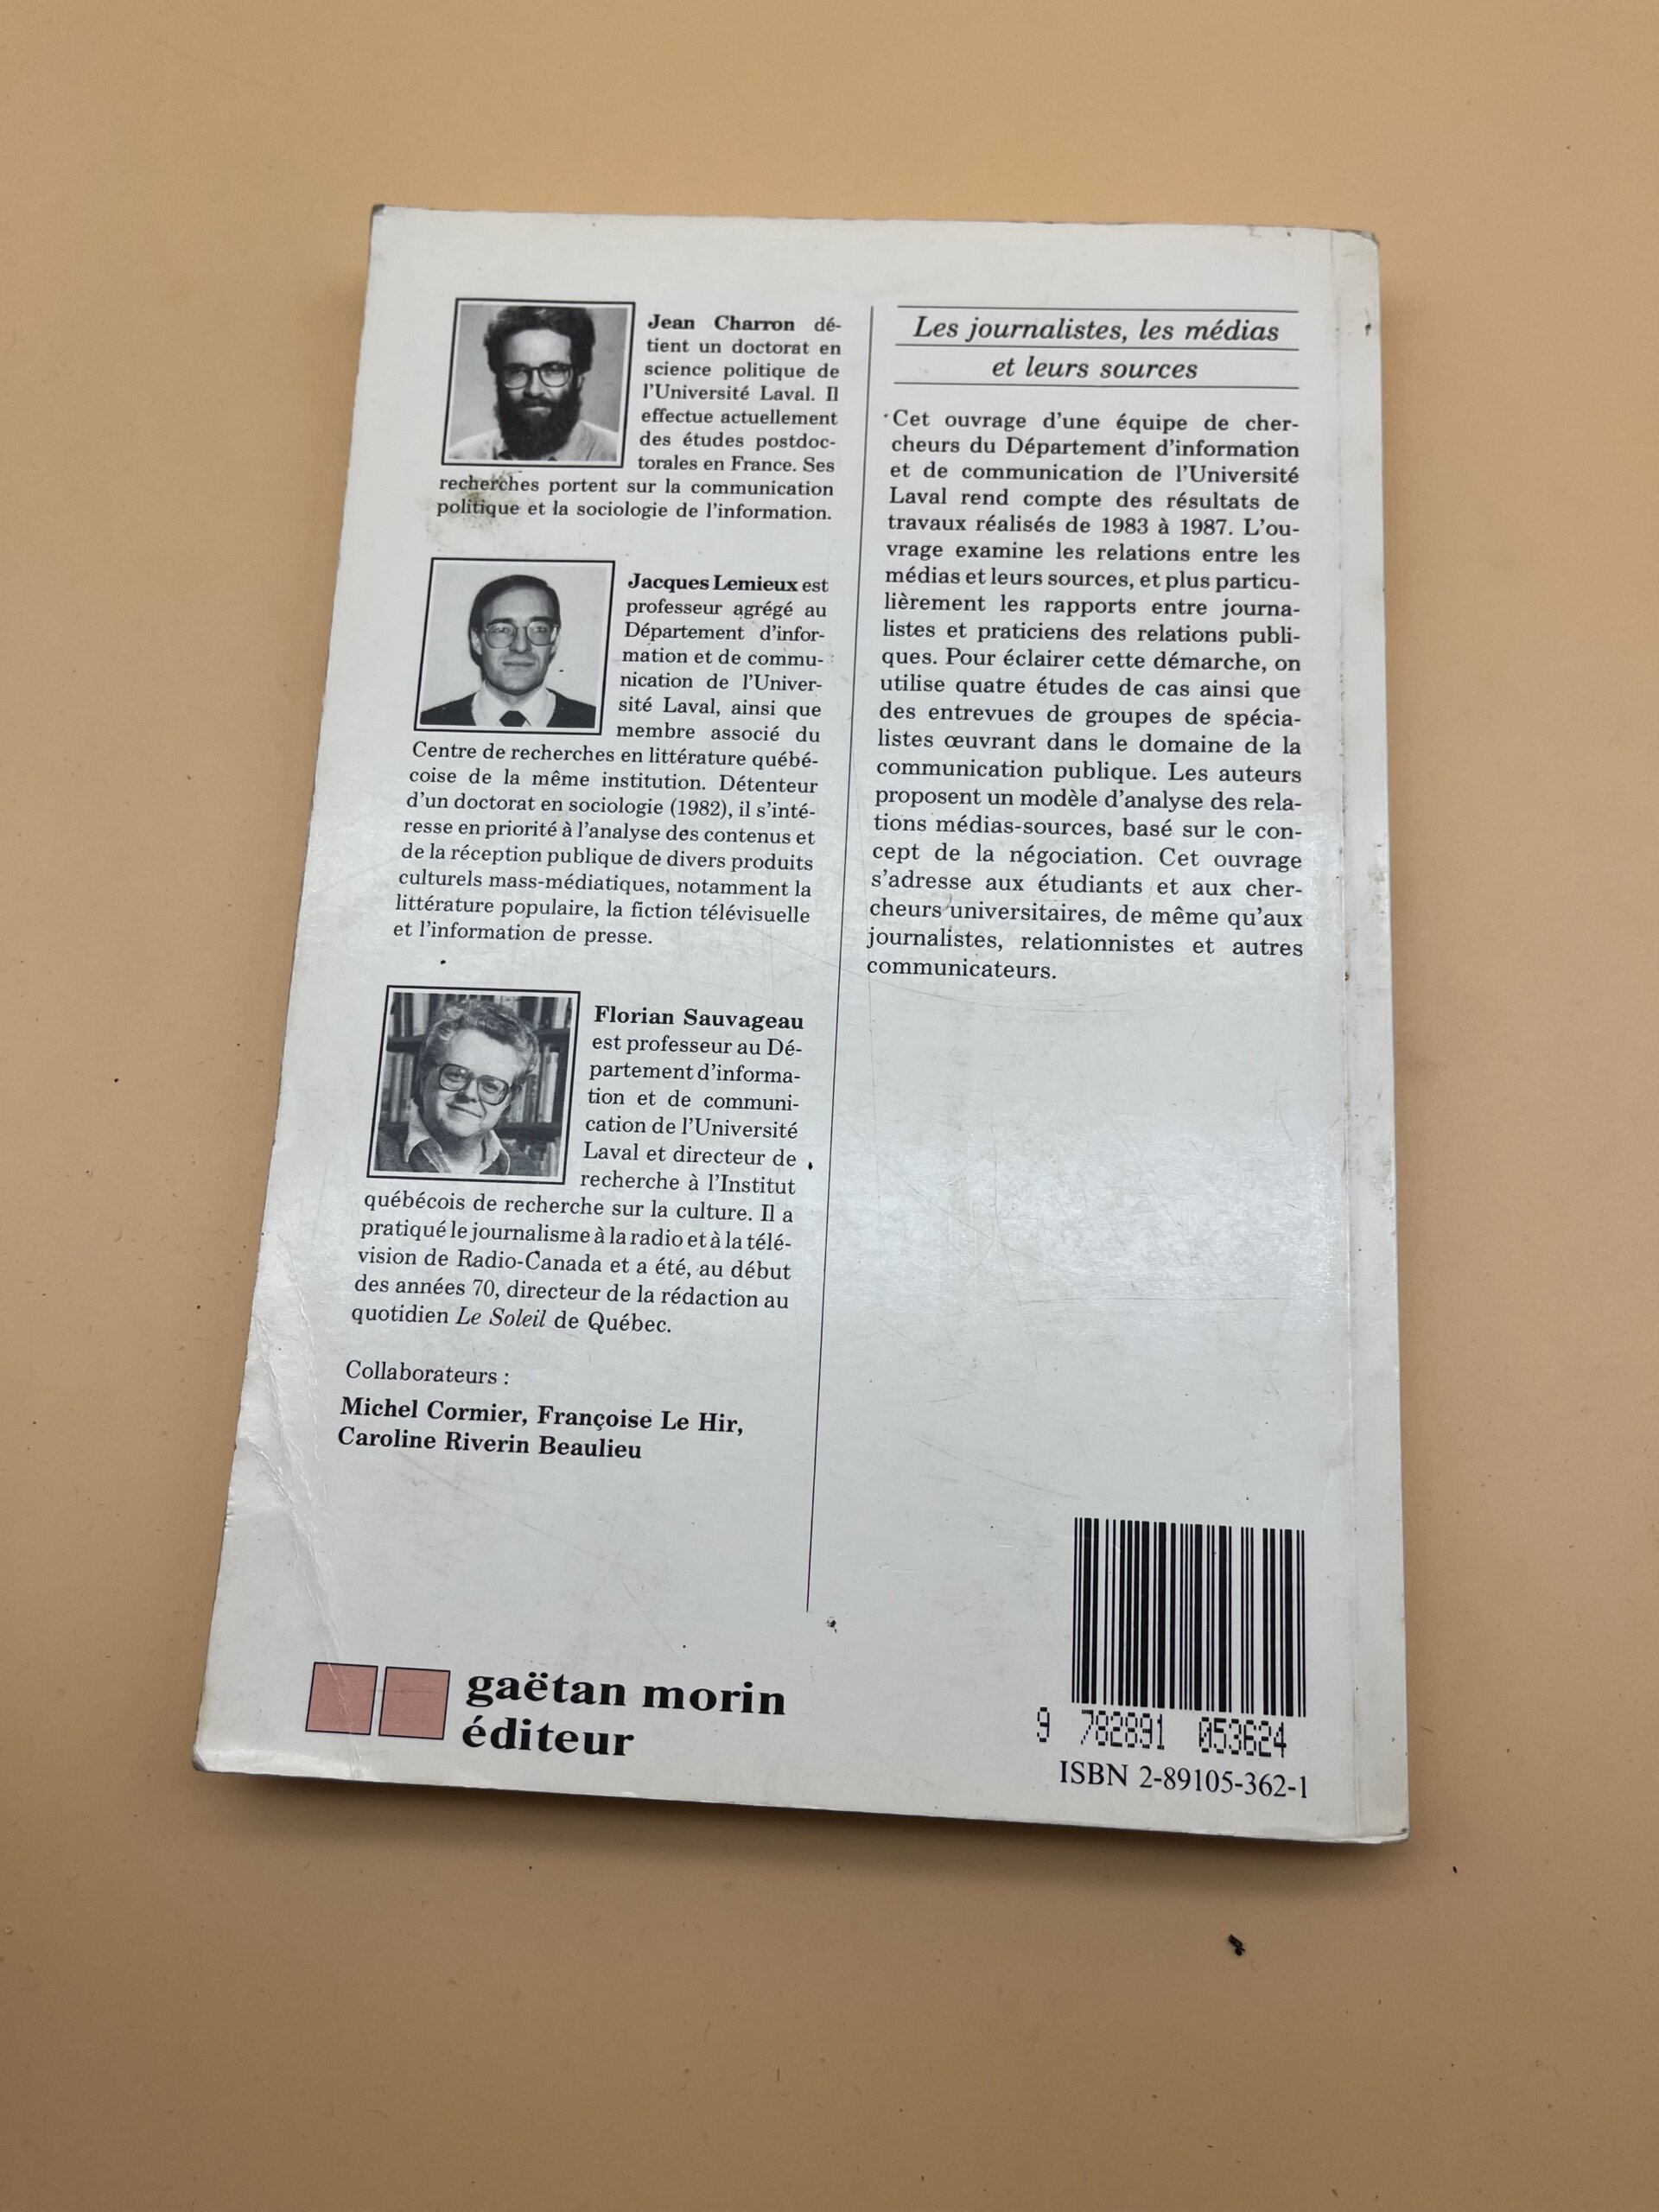 Jean Charron dé-
tient un doctorat en
science politique de
l'Université Laval. Il
effectue actuellement
des études postdoc-
torales en France. Ses
recherches portent sur la communication
politique et la sociologie de l'information.
Jacques Lemieux est
professeur agrégé au
Département d'infor-
mation et de commu-
nication de l'Univer-
sité Laval, ainsi que
membre associé du
Centre de recherches en littérature québé-
coise de la même institution. Détenteur
d'un doctorat en sociologie (1982), il s'inté-
resse en priorité à l'analyse des contenus et
de la réception publique de divers produits
culturels mass-médiatiques, notamment la
littérature populaire, la fiction télévisuelle
et l'information de presse.
Florian Sauvageau
est professeur au Dé-
partement d'informa-
tion et de communi-
cation de l'Université
Laval et directeur de
recherche à l'Institut
québécois de recherche sur la culture. Il a
pratiqué le journalisme à la radio et à la télé-
vision de Radio-Canada et a été, au début
des années 70, directeur de la rédaction au
quotidien Le Soleil de Québec.
Collaborateurs :
Michel Cormier, Françoise Le Hir,
Caroline Riverin Beaulieu
Les journalistes, les médias
et leurs sources
Cet ouvrage d'une équipe de cher-
cheurs du Département d'information
et de communication de l'Université
Laval rend compte des résultats de
travaux réalisés de 1983 à 1987. L'ou-
vrage examine les relations entre les
médias et leurs sources, et plus particu-
lièrement les rapports entre journa-
listes et praticiens des relations publi-
ques. Pour éclairer cette démarche, on
utilise quatre études de cas ainsi que
des entrevues de groupes de spécia-
listes œuvrant dans le domaine de la
communication publique. Les auteurs
proposent un modèle d'analyse des rela-
tions médias-sources, basé sur le con-
cept de la négociation. Cet ouvrage
s'adresse aux étudiants et aux cher-
cheurs universitaires, de même qu'aux
journalistes, relationnistes et autres
communicateurs.
gaëtan morin
éditeur
9 782891 053624
ISBN 2-89105-362-1